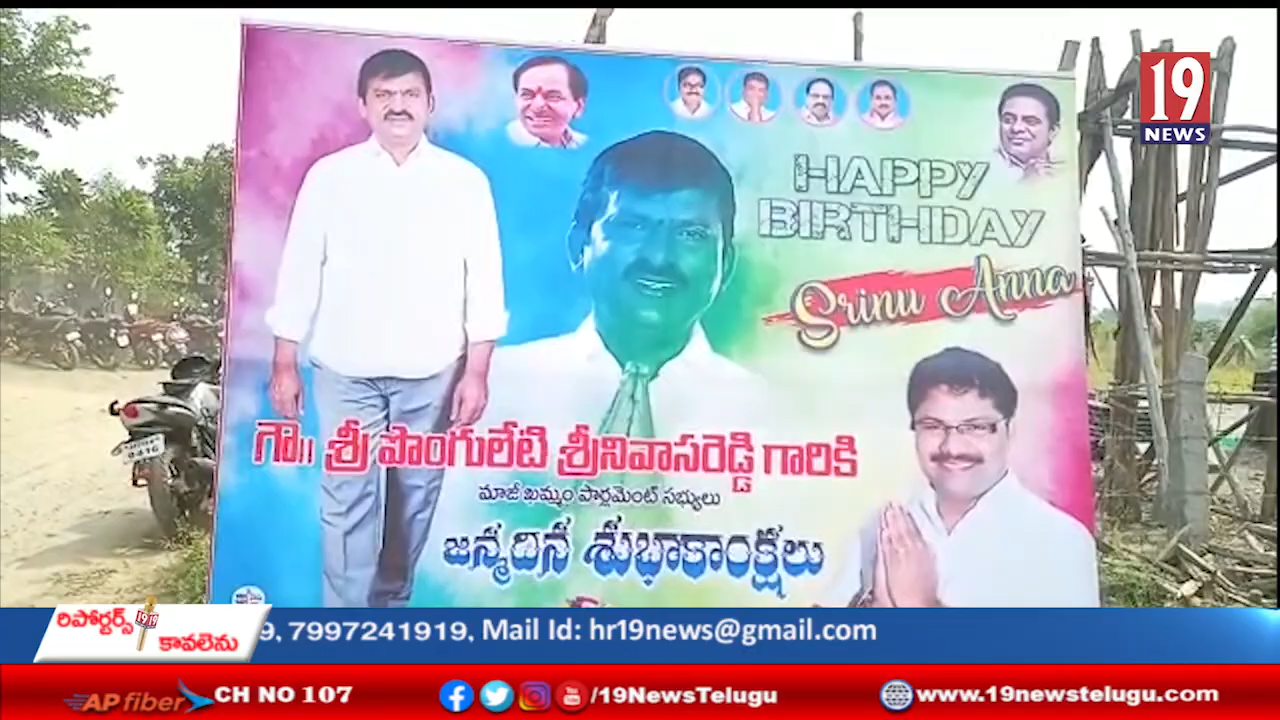 19
NEWS
HAPPY
BIRTHDAY
Srinu Anna
గౌ॥ శ్రీ పొంగులేటి శ్రీనివాసరెడ్డి గారికి
మాజీ ఖమ్మం పార్లమెంట్ సభ్యులు
జన్మదిన శుభాకాంక్షలు
రిపోర్టర్స్
కావలెను
9, 7997241919, Mail Id: hr19news@gmail.com
AP fiber CH NO 107
/19NewsTelugu
www.19newstelugu.com